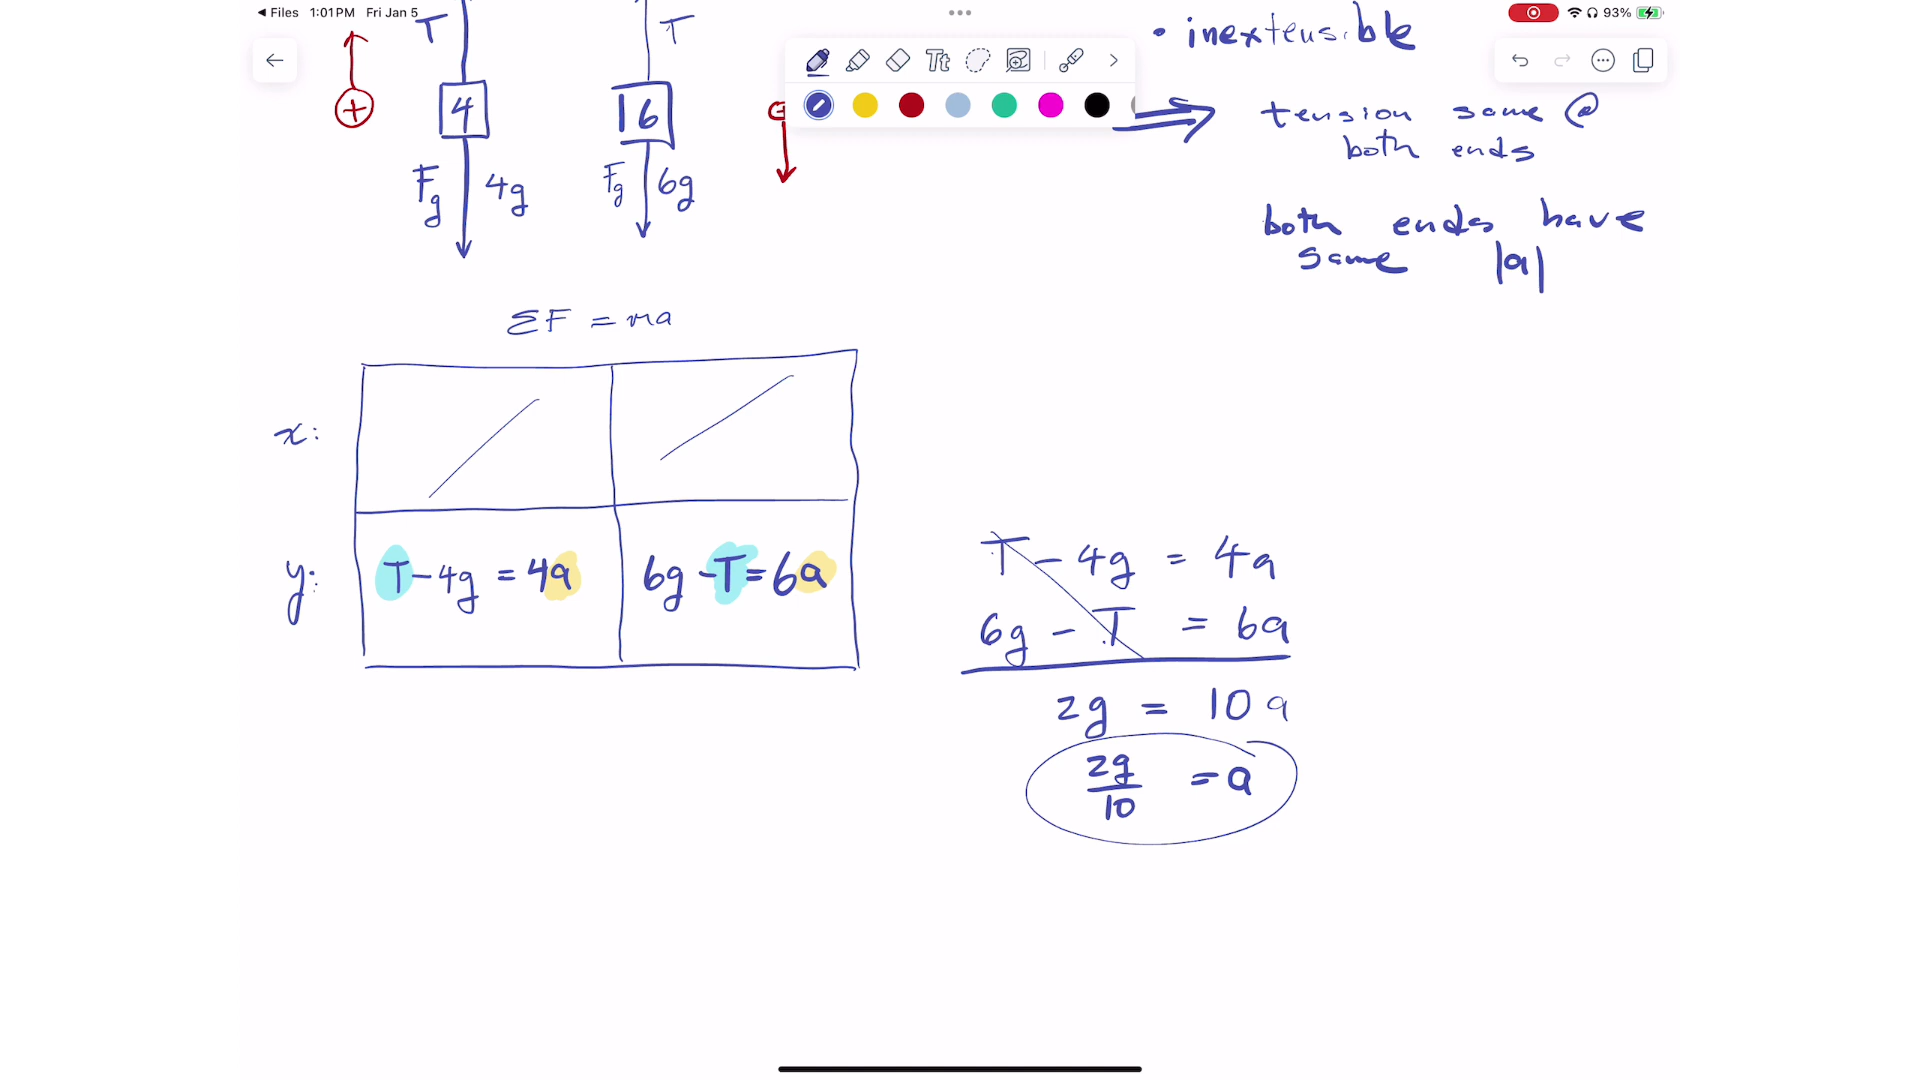 Files 1:01 PM Fri Jan 5
93%
T
T
• inextensible
Tt
+
4
16
tension same @
both ends
Fg 4g
Fg 6g
both ends have
same |a|
ΣF = ma
x:
y:
T - 4g = 4a
6g - T = 6a
T - 4g = 4a
6g - T = 6a
2g = 10a
2g/10 = a